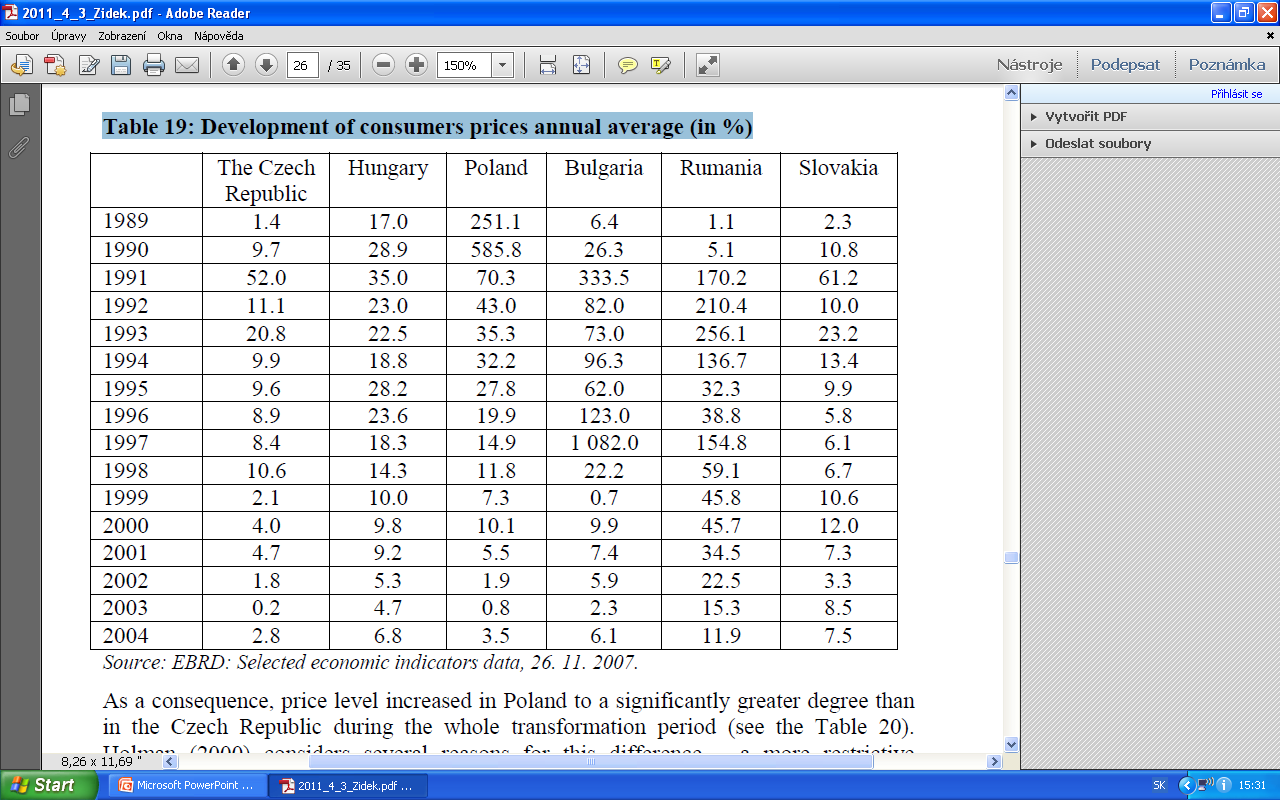 2011_4_3_Zidek.pdf - Adobe Reader
Soubor Úpravy Zobrazení Okna Nápověda
26 / 35 150% Nástroje Podepsat Poznámka
Přihlásit se
Vytvořit PDF
Odeslat soubory
Table 19: Development of consumers prices annual average (in %)
The Czech Republic Hungary Poland Bulgaria Rumania Slovakia
1989 1.4 17.0 251.1 6.4 1.1 2.3
1990 9.7 28.9 585.8 26.3 5.1 10.8
1991 52.0 35.0 70.3 333.5 170.2 61.2
1992 11.1 23.0 43.0 82.0 210.4 10.0
1993 20.8 22.5 35.3 73.0 256.1 23.2
1994 9.9 18.8 32.2 96.3 136.7 13.4
1995 9.6 28.2 27.8 62.0 32.3 9.9
1996 8.9 23.6 19.9 123.0 38.8 5.8
1997 8.4 18.3 14.9 1 082.0 154.8 6.1
1998 10.6 14.3 11.8 22.2 59.1 6.7
1999 2.1 10.0 7.3 0.7 45.8 10.6
2000 4.0 9.8 10.1 9.9 45.7 12.0
2001 4.7 9.2 5.5 7.4 34.5 7.3
2002 1.8 5.3 1.9 5.9 22.5 3.3
2003 0.2 4.7 0.8 2.3 15.3 8.5
2004 2.8 6.8 3.5 6.1 11.9 7.5
Source: EBRD: Selected economic indicators data, 26. 11. 2007.
As a consequence, price level increased in Poland to a significantly greater degree than
in the Czech Republic during the whole transformation period (see the Table 20).
Holman (2000) considers several reasons for this difference – a more restrictive
8,26 x 11,69 "
Start Microsoft PowerPoint ... 2011_4_3_Zidek.pdf ... SK 15:31